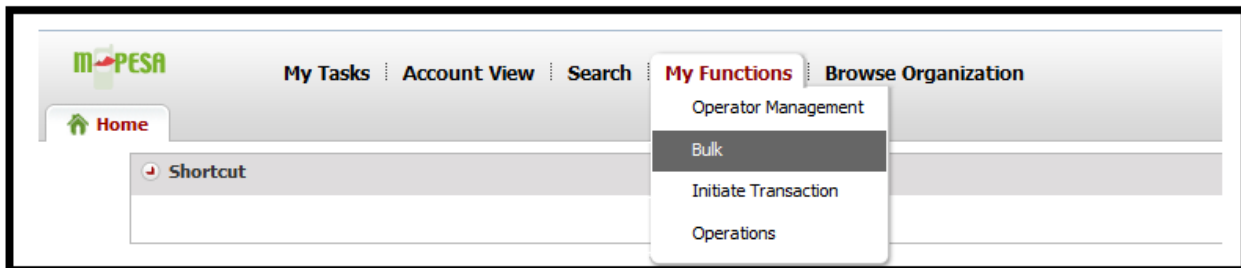 M-PESA
My Tasks Account View Search My Functions Browse Organization
Operator Management
Home
Bulk
Shortcut
Initiate Transaction
Operations